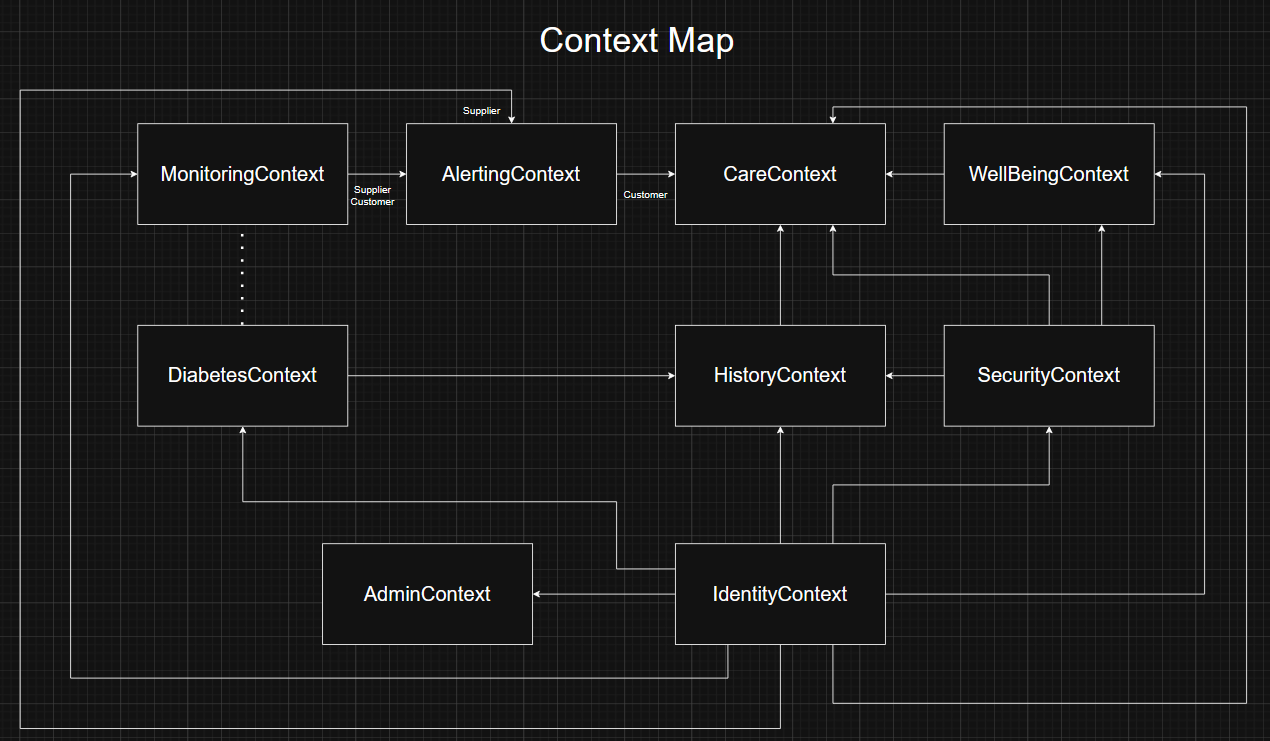 Context Map
Supplier
MonitoringContext
AlertingContext
CareContext
WellBeingContext
Supplier
Customer
Customer
DiabetesContext
HistoryContext
SecurityContext
AdminContext
IdentityContext